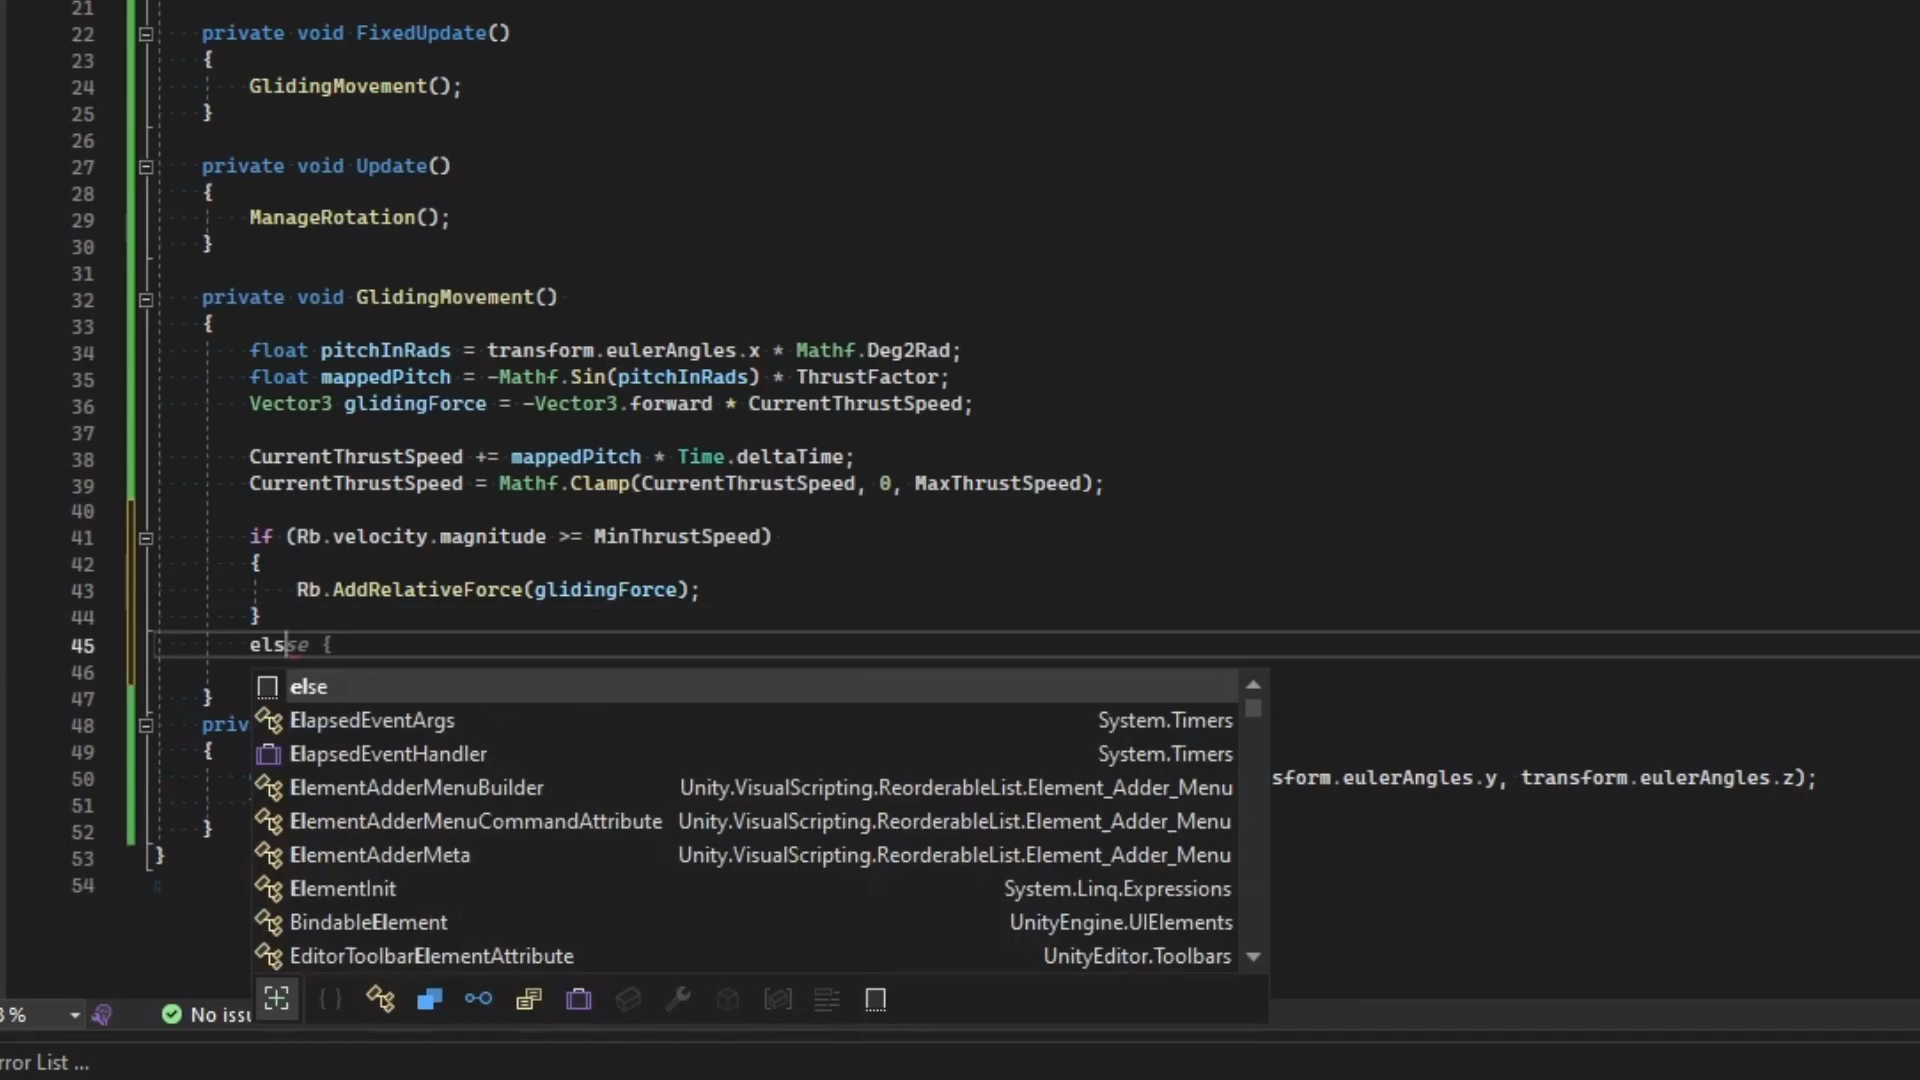 21
22 private void FixedUpdate()
23 {
24 GlidingMovement();
25 }
26
27 private void Update()
28 {
29 ManageRotation();
30 }
31
32 private void GlidingMovement()
33 {
34 float pitchInRads = transform.eulerAngles.x * Mathf.Deg2Rad;
35 float mappedPitch = -Mathf.Sin(pitchInRads) * ThrustFactor;
36 Vector3 glidingForce = -Vector3.forward * CurrentThrustSpeed;
37
38 CurrentThrustSpeed += mappedPitch * Time.deltaTime;
39 CurrentThrustSpeed = Mathf.Clamp(CurrentThrustSpeed, 0, MaxThrustSpeed);
40
41 if (Rb.velocity.magnitude >= MinThrustSpeed)
42 {
43 Rb.AddRelativeForce(glidingForce);
44 }
45 elsse {
46
47 }
48 priv
49 {
50 sform.eulerAngles.y, transform.eulerAngles.z);
51
52 }
53 }
54
else
ElapsedEventArgs System.Timers
ElapsedEventHandler System.Timers
ElementAdderMenuBuilder Unity.VisualScripting.ReorderableList.Element_Adder_Menu
ElementAdderMenuCommandAttribute Unity.VisualScripting.ReorderableList.Element_Adder_Menu
ElementAdderMeta Unity.VisualScripting.ReorderableList.Element_Adder_Menu
ElementInit System.Linq.Expressions
BindableElement UnityEngine.UIElements
EditorToolbarElementAttribute UnityEditor.Toolbars
% No issu
rror List ...